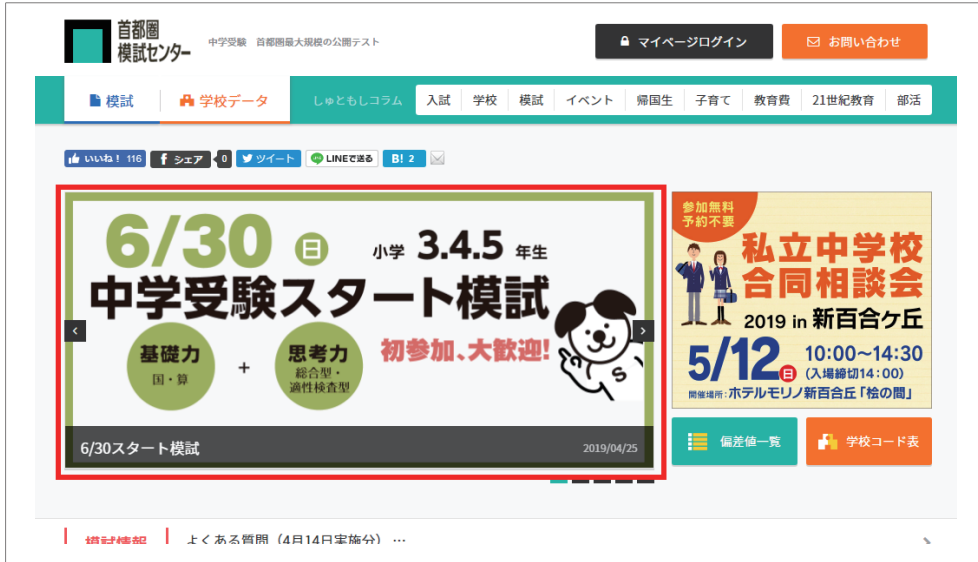 首都圏
模試センター
中学受験 首都圏最大規模の公開テスト
マイページログイン
お問い合わせ
模試
学校データ
しゅともしコラム
入試
学校
模試
イベント
帰国生
子育て
教育費
21世紀教育
部活
いいね! 116
シェア
0
ツイート
LINEで送る
B! 2
6/30 日 小学 3.4.5 年生
中学受験スタート模試
基礎力
国・算
+
思考力
総合型・
適性検査型
初参加、大歓迎!
S
6/30スタート模試
2019/04/25
参加無料
予約不要
私立中学校
合同相談会
2019 in 新百合ケ丘
5/12 日 10:00~14:30
(入場締切14:00)
開催場所:ホテルモリノ新百合丘「桧の間」
偏差値一覧
学校コード表
模試情報
よくある質問（4月14日実施分） …